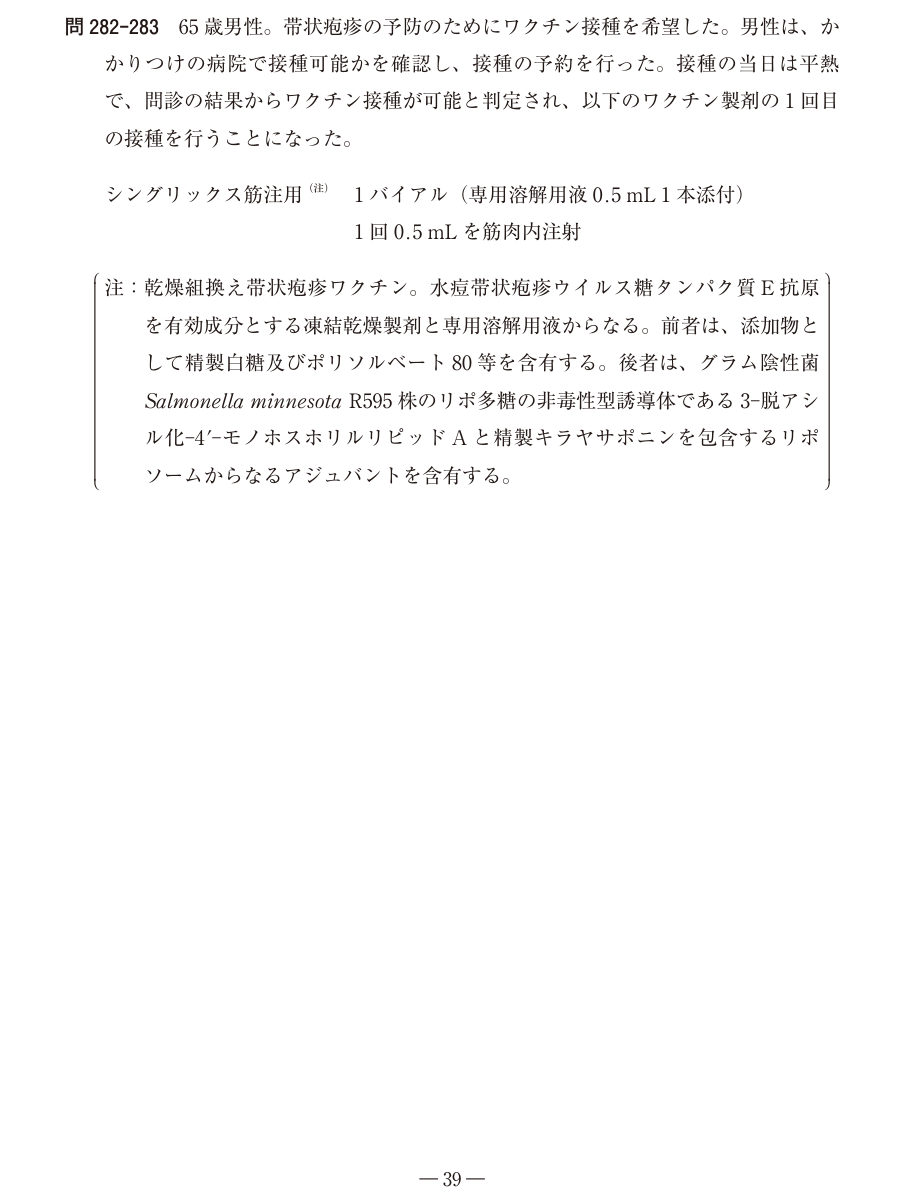 問 282-283 65 歳男性。帯状疱疹の予防のためにワクチン接種を希望した。男性は、か
かりつけの病院で接種可能かを確認し、接種の予約を行った。接種の当日は平熱
で、問診の結果からワクチン接種が可能と判定され、以下のワクチン製剤の 1 回目
の接種を行うことになった。
シングリックス筋注用(注) 1 バイアル(専用溶解用液 0.5 mL 1 本添付)
1 回 0.5 mL を筋肉内注射
注:乾燥組換え帯状疱疹ワクチン。水痘帯状疱疹ウイルス糖タンパク質 E 抗原
を有効成分とする凍結乾燥製剤と専用溶解用液からなる。前者は、添加物と
して精製白糖及びポリソルベート 80 等を含有する。後者は、グラム陰性菌
Salmonella minnesota R595 株のリポ多糖の非毒性型誘導体である 3-脱アシ
ル化-4′-モノホスホリルリピッド A と精製キラヤサポニンを包含するリポ
ソームからなるアジュバントを含有する。
— 39 —